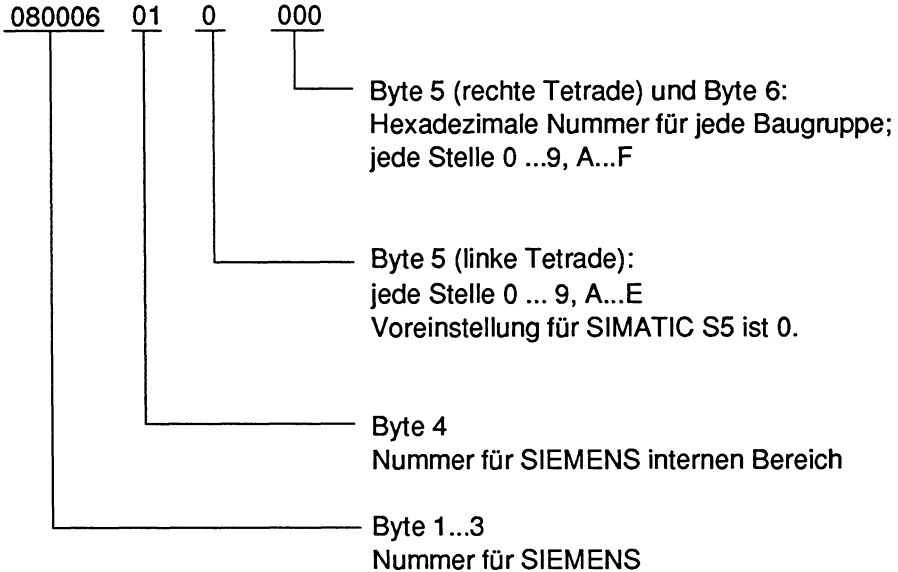 080006 01 0 000
Byte 5 (rechte Tetrade) und Byte 6:
Hexadezimale Nummer für jede Baugruppe;
jede Stelle 0 ...9, A...F
Byte 5 (linke Tetrade):
jede Stelle 0 ... 9, A...E
Voreinstellung für SIMATIC S5 ist 0.
Byte 4
Nummer für SIEMENS internen Bereich
Byte 1...3
Nummer für SIEMENS